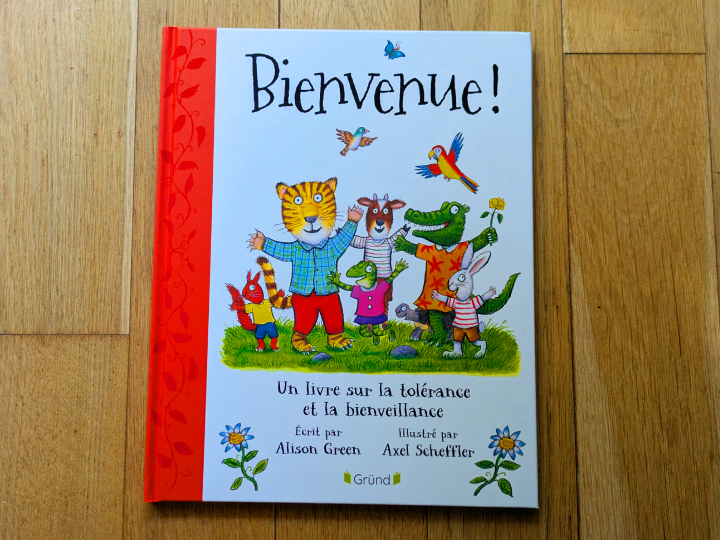 Bienvenue!
Un livre sur la tolérance
et la bienveillance
Écrit par
Alison Green
Illustré par
Axel Scheffler
Gründ